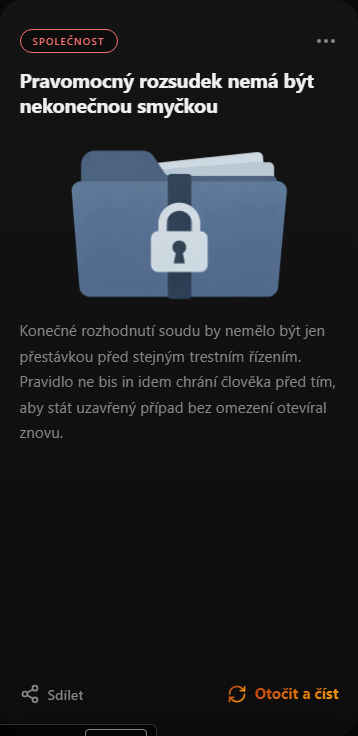 SPOLEČNOST
Pravomocný rozsudek nemá být
nekonečnou smyčkou
Konečné rozhodnutí soudu by nemělo být jen
přestávkou před stejným trestním řízením.
Pravidlo ne bis in idem chrání člověka před tím,
aby stát uzavřený případ bez omezení otevíral
znovu.
Sdílet
Otočit a číst